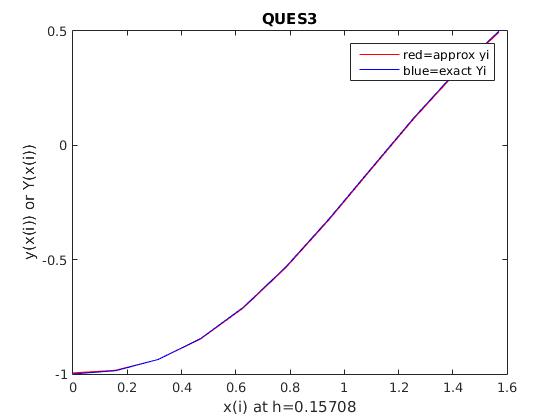 QUES3
0.5
red=approx yi
blue=exact Yi
0
y(x(i)) or Y(x(i))
-0.5
-1
0 0.2 0.4 0.6 0.8 1 1.2 1.4 1.6
x(i) at h=0.15708